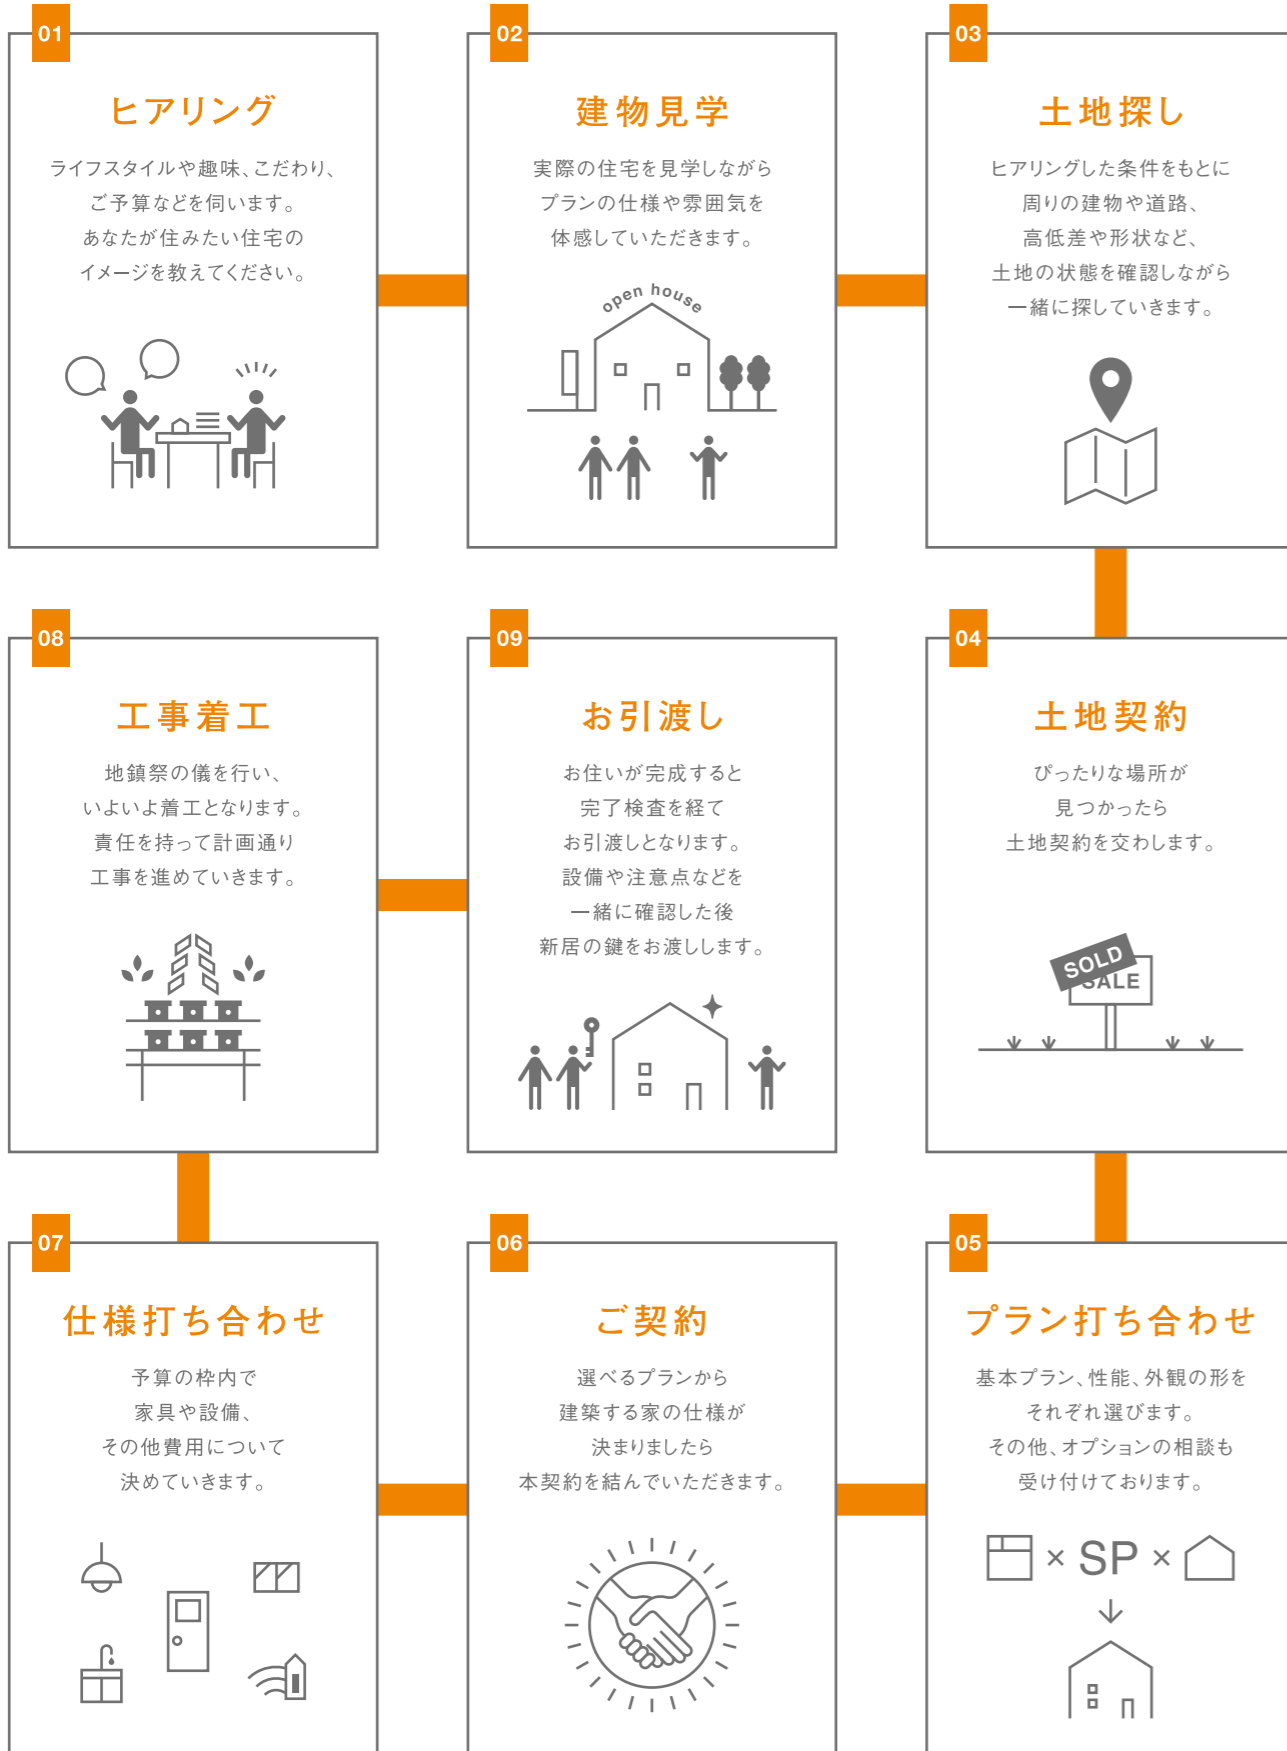 01
ヒアリング
ライフスタイルや趣味、こだわり、
ご予算などを伺います。
あなたが住みたい住宅の
イメージを教えてください。
02
建物見学
実際の住宅を見学しながら
プランの仕様や雰囲気を
体感していただきます。
open house
03
土地探し
ヒアリングした条件をもとに
周りの建物や道路、
高低差や形状など、
土地の状態を確認しながら
一緒に探していきます。
04
土地契約
ぴったりな場所が
見つかったら
土地契約を交わします。
SOLD
SALE
05
プラン打ち合わせ
基本プラン、性能、外観の形を
それぞれ選びます。
その他、オプションの相談も
受け付けております。
× SP ×
06
ご契約
選べるプランから
建築する家の仕様が
決まりましたら
本契約を結んでいただきます。
07
仕様打ち合わせ
予算の枠内で
家具や設備、
その他費用について
決めていきます。
08
工事着工
地鎮祭の儀を行い、
いよいよ着工となります。
責任を持って計画通り
工事を進めていきます。
09
お引渡し
お住いが完成すると
完了検査を経て
お引渡しとなります。
設備や注意点などを
一緒に確認した後
新居の鍵をお渡しします。